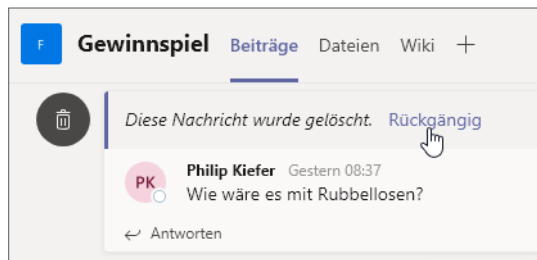 F Gewinnspiel Beiträge Dateien Wiki +
Diese Nachricht wurde gelöscht. Rückgängig
PK Philip Kiefer Gestern 08:37
Wie wäre es mit Rubbellosen?
Antworten